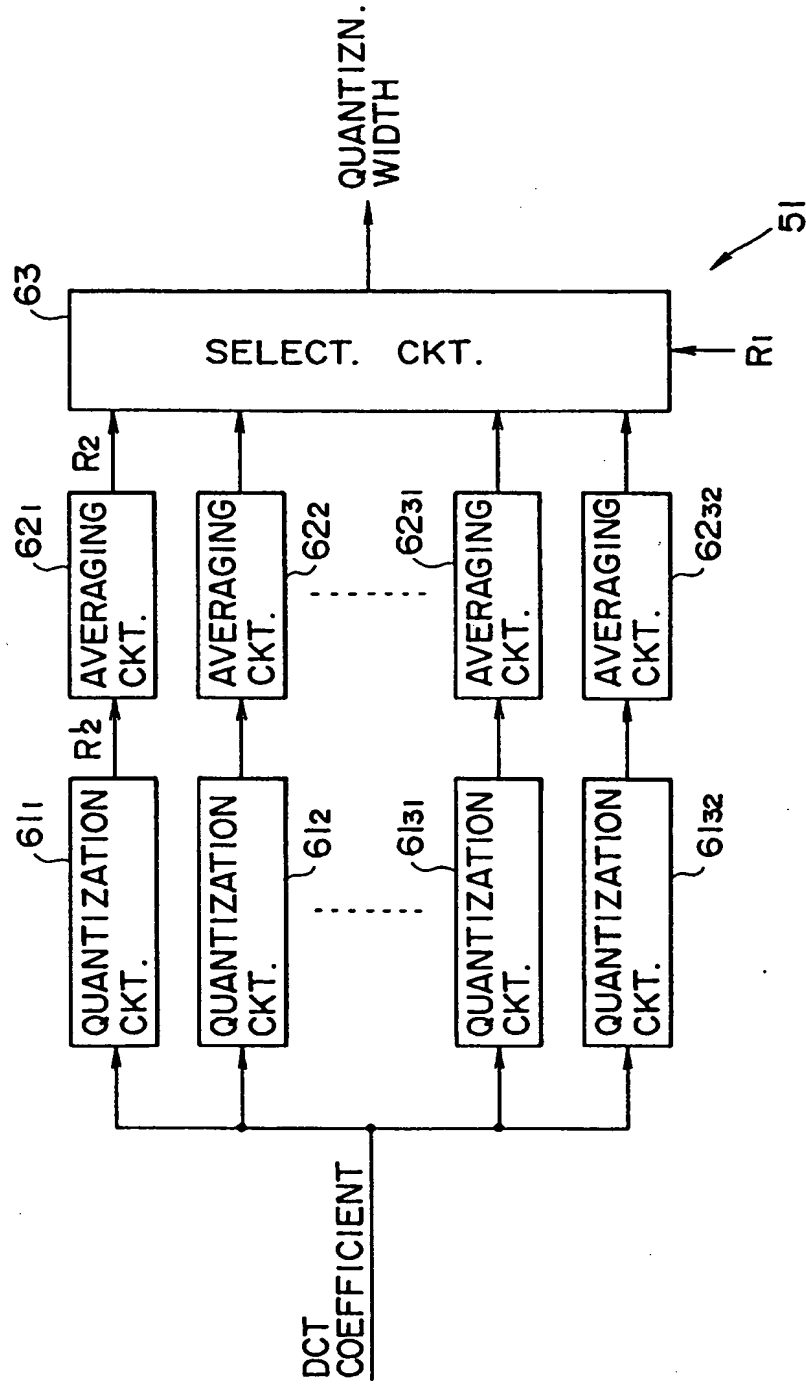 611
QUANTIZATION
CKT.
R¹2
621
AVERAGING
CKT.
R2
63
612
QUANTIZATION
CKT.
622
AVERAGING
CKT.
SELECT. CKT.
QUANTIZN.
WIDTH
DCT
COEFFICIENT
6131
QUANTIZATION
CKT.
6231
AVERAGING
CKT.
6132
QUANTIZATION
CKT.
6232
AVERAGING
CKT.
R1
51